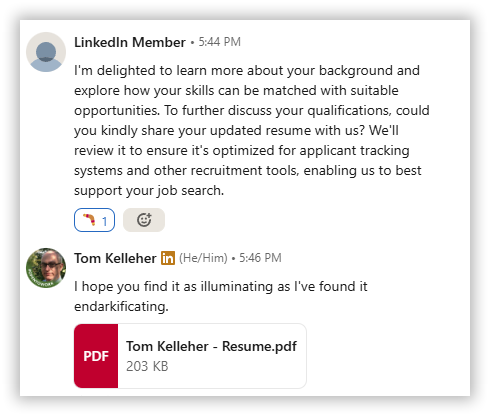 LinkedIn Member • 5:44 PM
I'm delighted to learn more about your background and
explore how your skills can be matched with suitable
opportunities. To further discuss your qualifications, could
you kindly share your updated resume with us? We'll
review it to ensure it's optimized for applicant tracking
systems and other recruitment tools, enabling us to best
support your job search.
1
Tom Kelleher in (He/Him) • 5:46 PM
I hope you find it as illuminating as I've found it
endarkificating.
PDF
Tom Kelleher - Resume.pdf
203 KB